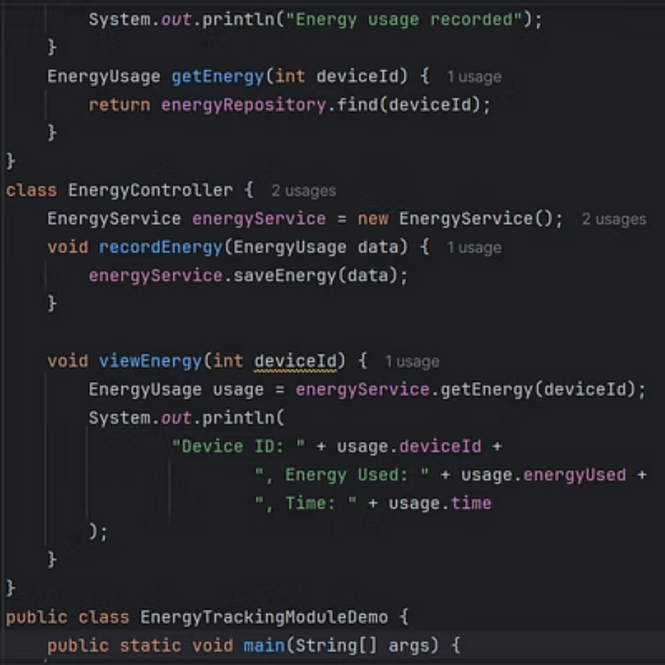 System.out.println("Energy usage recorded");
}
EnergyUsage getEnergy(int deviceId) { 1 usage
return energyRepository.find(deviceId);
}
}
class EnergyController { 2 usages
EnergyService energyService = new EnergyService(); 2 usages
void recordEnergy(EnergyUsage data) { 1 usage
energyService.saveEnergy(data);
}
void viewEnergy(int deviceId) { 1 usage
EnergyUsage usage = energyService.getEnergy(deviceId);
System.out.println(
"Device ID: " + usage.deviceId +
", Energy Used: " + usage.energyUsed +
", Time: " + usage.time
);
}
}
public class EnergyTrackingModuleDemo {
public static void main(String[] args) {